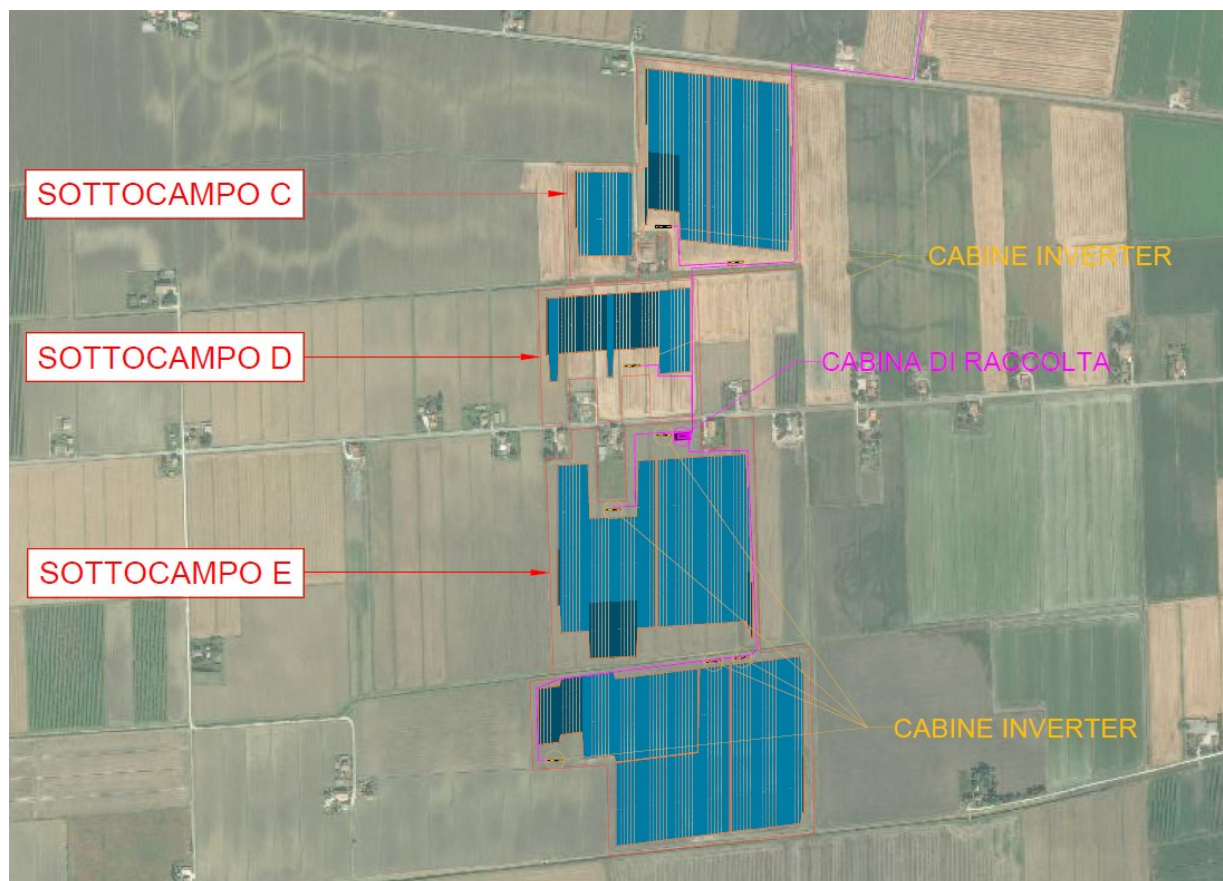 SOTTOCAMPO C
CABINE INVERTER
SOTTOCAMPO D
CABINA DI RACCOLTA
SOTTOCAMPO E
CABINE INVERTER